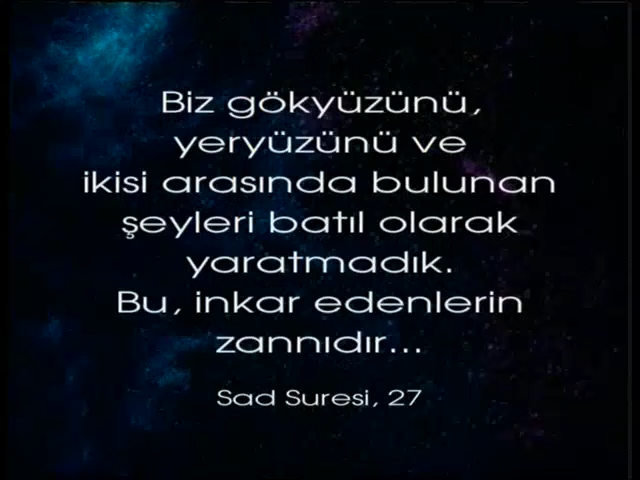 Biz gökyüzünü,
yeryüzünü ve
ikisi arasında bulunan
şeyleri batıl olarak
yaratmadık.
Bu, inkar edenlerin
zannıdır...
Sad Suresi, 27